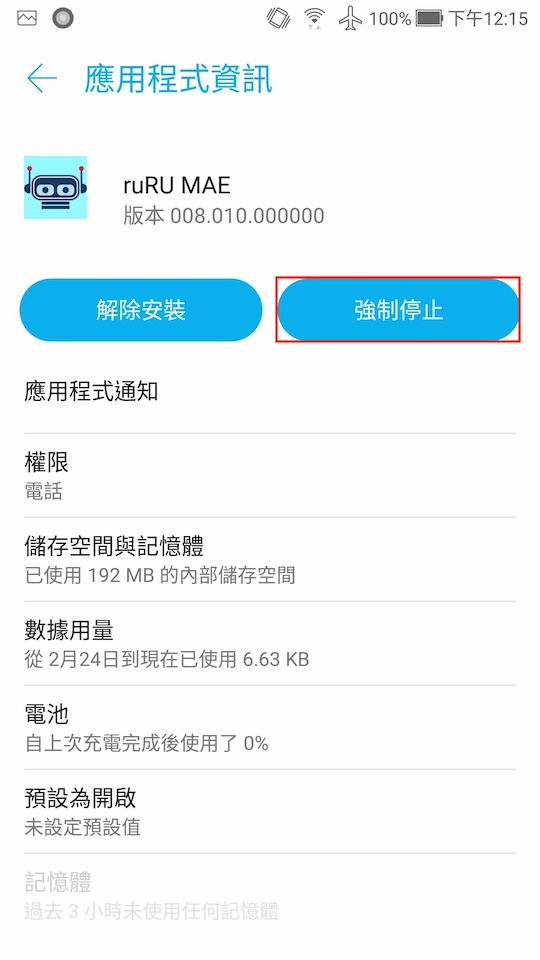 100% 下午12:15
應用程式資訊
ruRU MAE
版本 008.010.000000
解除安裝 強制停止
應用程式通知
權限
電話
儲存空間與記憶體
已使用 192 MB 的內部儲存空間
數據用量
從 2月24日到現在已使用 6.63 KB
電池
自上次充電完成後使用了 0%
預設為開啟
未設定預設值
記憶體
過去 3 小時未使用任何記憶體